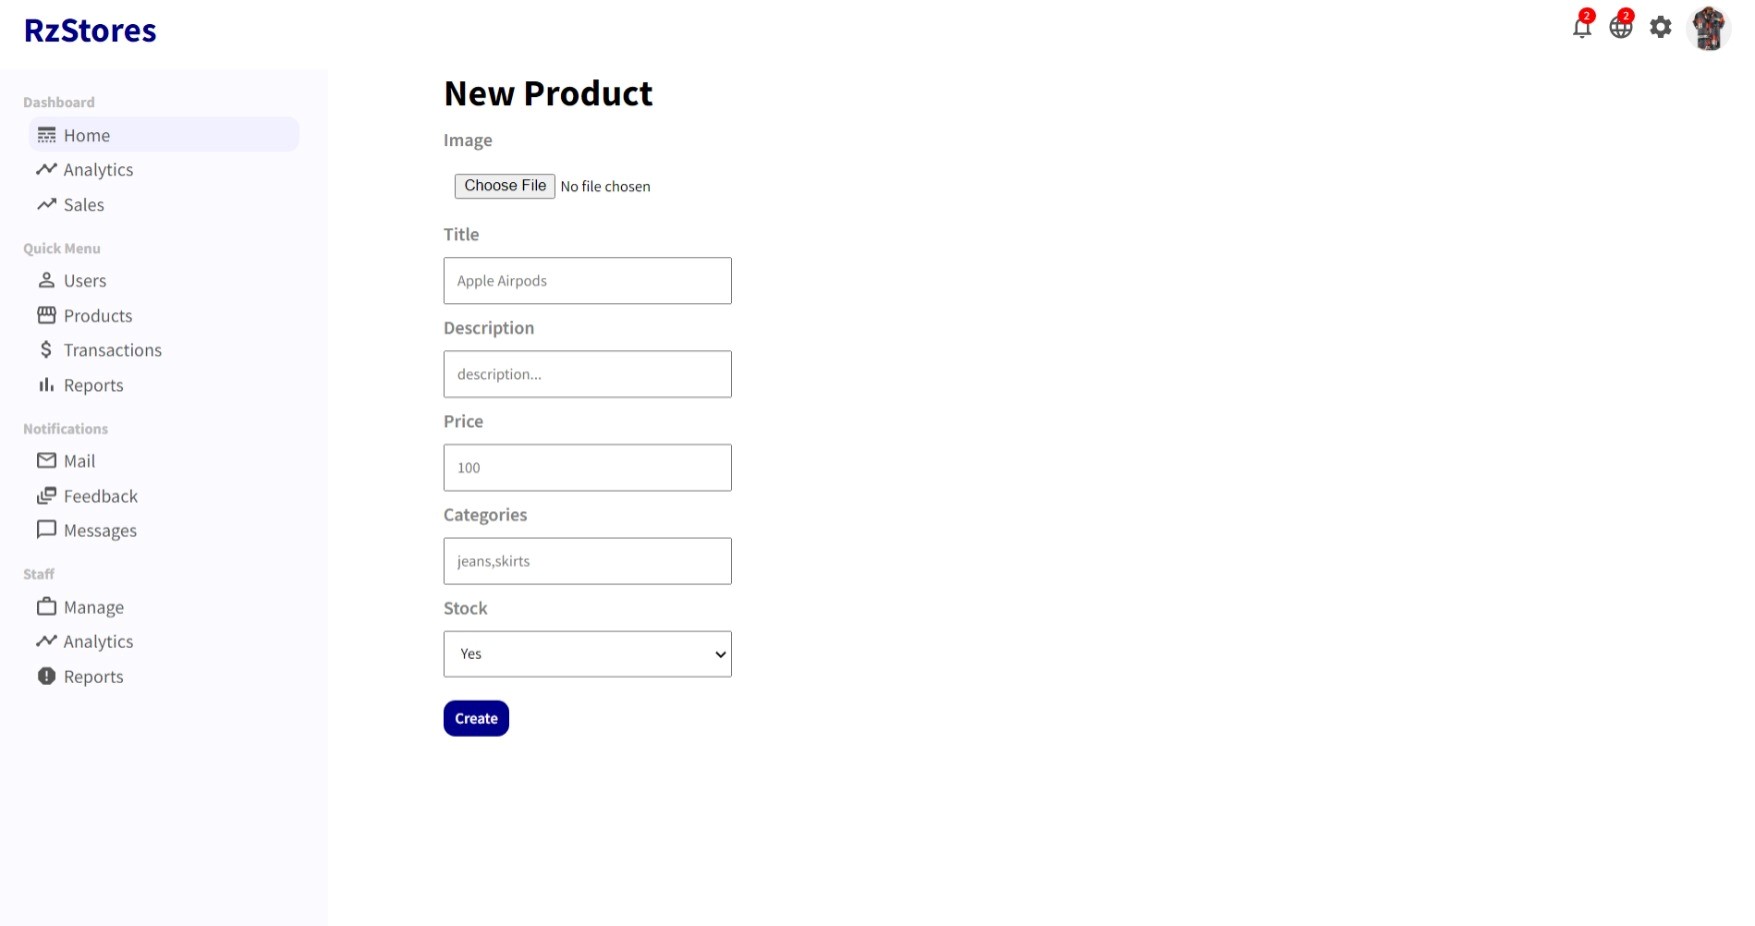 RzStores
2
2
Dashboard
Home
Analytics
Sales
Quick Menu
Users
Products
Transactions
Reports
Notifications
Mail
Feedback
Messages
Staff
Manage
Analytics
Reports
New Product
Image
Choose File No file chosen
Title
Apple Airpods
Description
description...
Price
100
Categories
jeans,skirts
Stock
Yes
Create